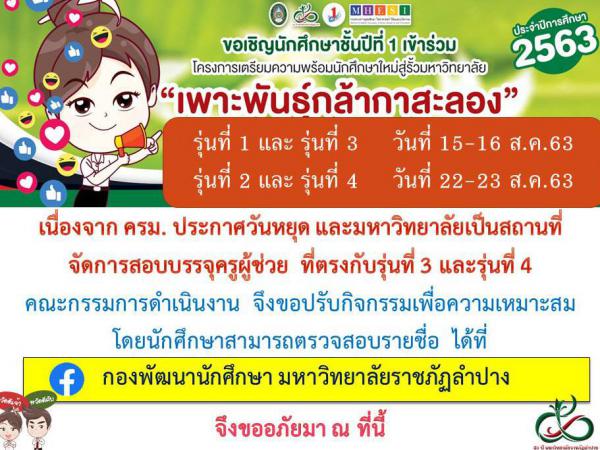 MHESI
ขอเชิญนักศึกษาชั้นปีที่ 1 เข้าร่วม
โครงการเตรียมความพร้อมนักศึกษาใหม่สู่รั้วมหาวิทยาลัย
ประจำปีการศึกษา
2563
“เพาะพันธ์กล้ากาสะลอง”
รุ่นที่ 1 และ รุ่นที่ 3 วันที่ 15-16 ส.ค.63
รุ่นที่ 2 และ รุ่นที่ 4 วันที่ 22-23 ส.ค.63
เนื่องจาก ครม. ประกาศวันหยุด และมหาวิทยาลัยเป็นสถานที่
จัดการสอบบรรจุครูผู้ช่วย ที่ตรงกับรุ่นที่ 3 และรุ่นที่ 4
คณะกรรมการดำเนินงาน จึงขอปรับกิจกรรมเพื่อความเหมาะสม
โดยนักศึกษาสามารถตรวจสอบรายชื่อ ได้ที่
กองพัฒนานักศึกษา มหาวิทยาลัยราชภัฏลำปาง
จึงขออภัยมา ณ ที่นี้